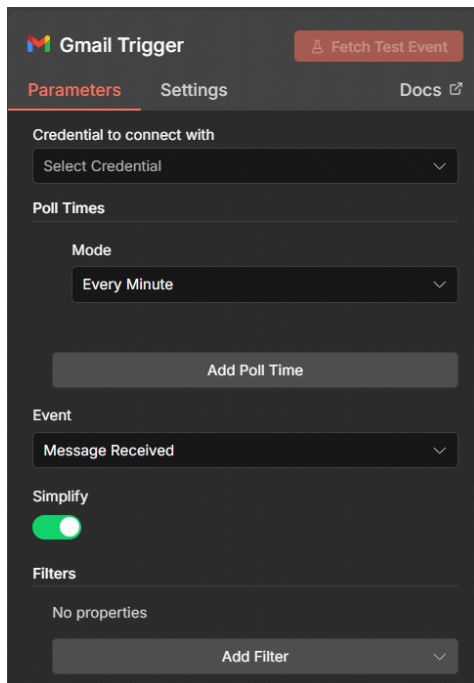 Gmail Trigger
Fetch Test Event
Parameters Settings Docs
Credential to connect with
Select Credential
Poll Times
Mode
Every Minute
Add Poll Time
Event
Message Received
Simplify
Filters
No properties
Add Filter